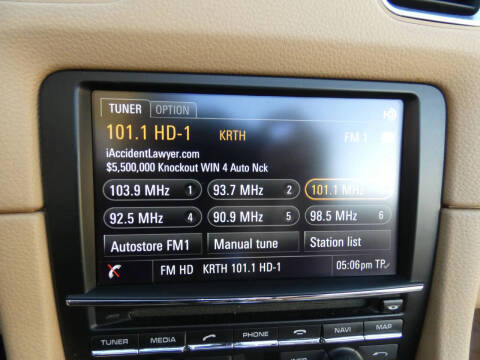 TUNER OPTION
101.1 HD-1 KRTH FM 1
iAccidentLawyer.com
$5,500,000 Knockout WIN 4 Auto Nck
103.9 MHz 1 93.7 MHz 2 101.1 MHz
92.5 MHz 4 90.9 MHz 5 98.5 MHz 6
Autostore FM1 Manual tune Station list
FM HD KRTH 101.1 HD-1 05:06pm TP
TUNER MEDIA PHONE NAVI MAP